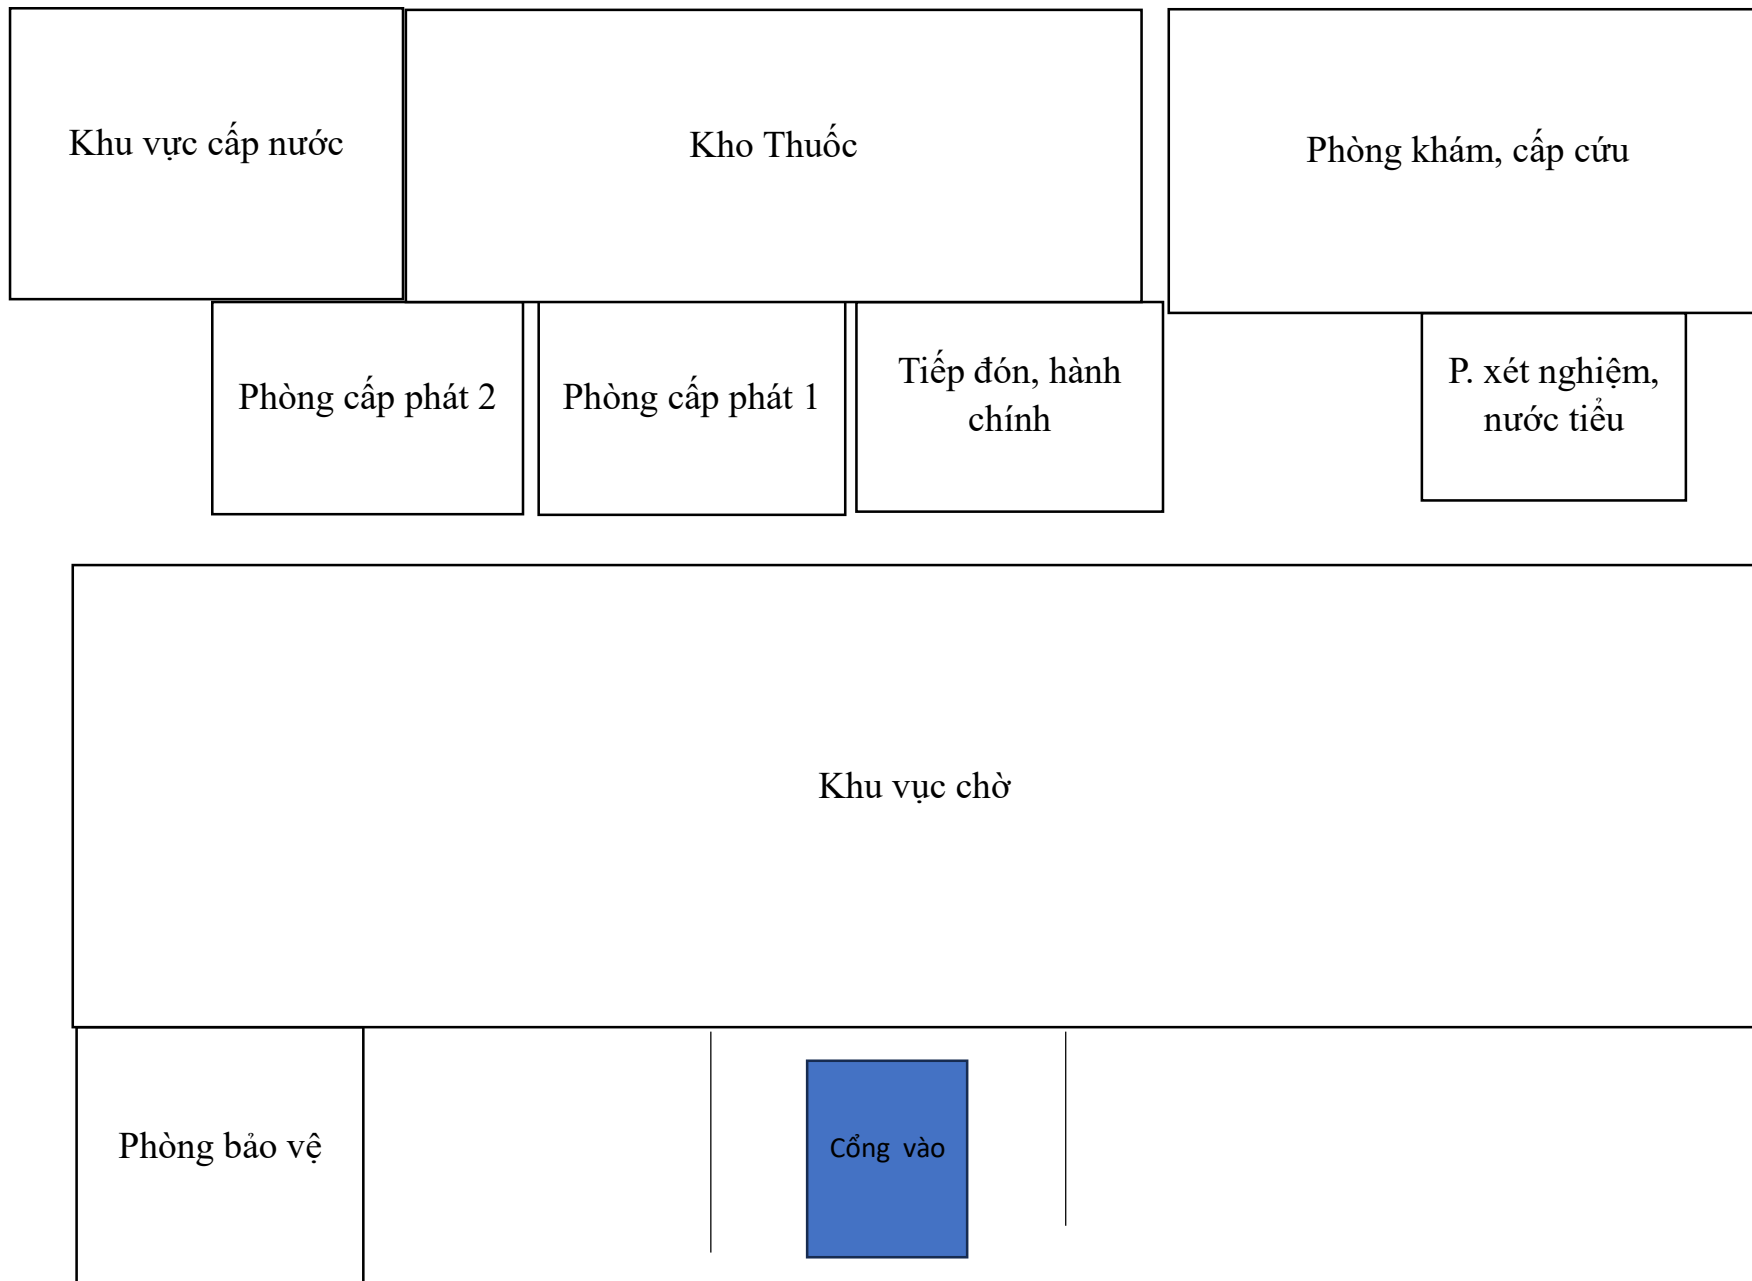 Khu vực cấp nước
Kho Thuốc
Phòng khám, cấp cứu
Phòng cấp phát 2
Phòng cấp phát 1
Tiếp đón, hành
chính
P. xét nghiệm,
nước tiểu
Khu vục chờ
Phòng bảo vệ
Cổng vào